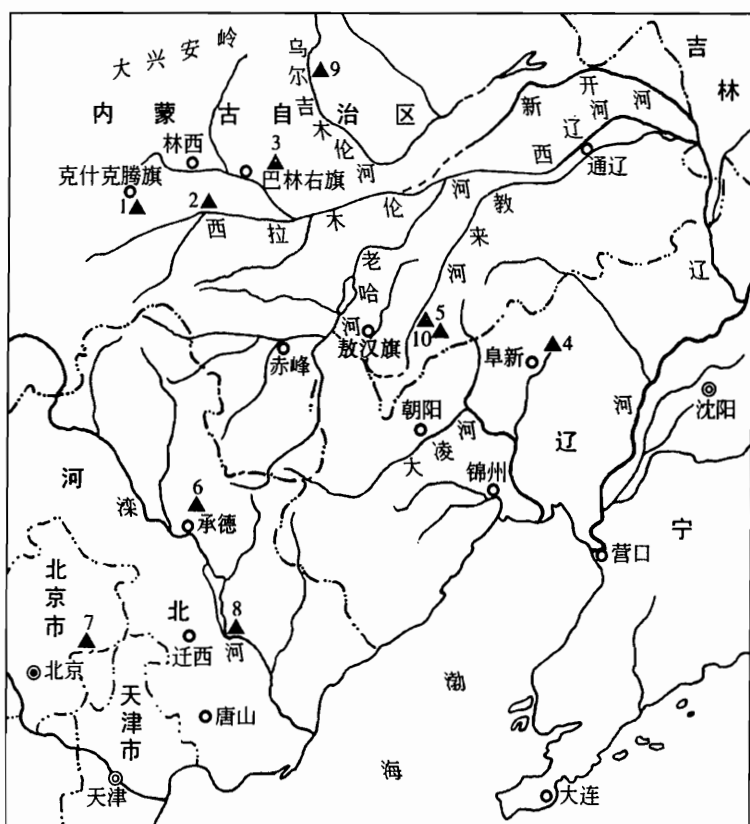 大兴安岭
乌尔吉木伦河
▲9
吉林
内蒙古自治区
新开河
林西
3
西辽河
克什克腾旗
巴林右旗
通辽
1
2
西拉木伦河
教来河
老哈河
辽河
5
10
敖汉旗
4
阜新
赤峰
沈阳
朝阳
大凌河
辽宁
锦州
河北
滦河
6
承德
营口
北京市
7
8
迁西
北京
天津市
唐山
渤海
天津
大连